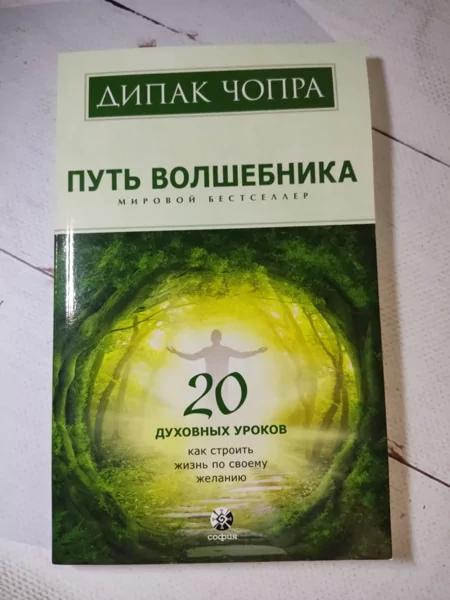 ДИПАК ЧОПРА
ПУТЬ ВОЛШЕБНИКА
МИРОВОЙ БЕСТСЕЛЛЕР
20
ДУХОВНЫХ УРОКОВ
как строить
жизнь по своему
желанию
СОФИЯ